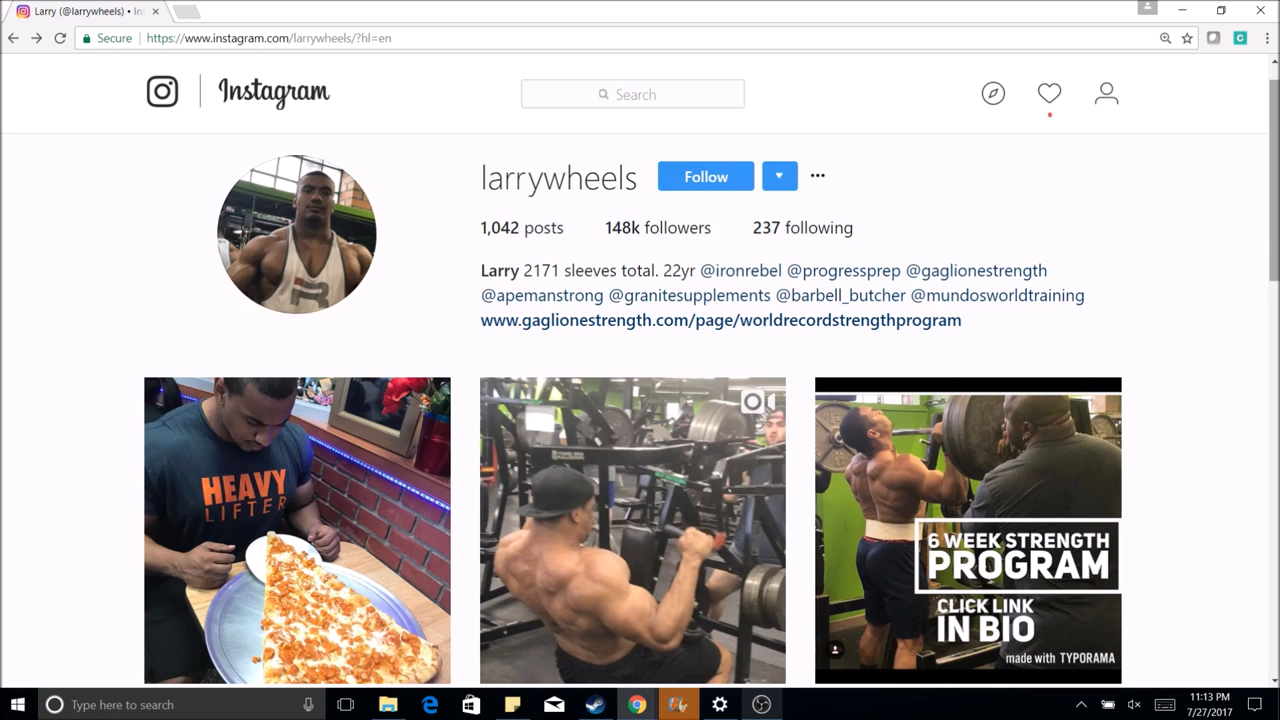 Larry (@larrywheels) • In
Secure
https://www.instagram.com/larrywheels/?hl=en
Instagram
Search
larrywheels Follow
1,042 posts 148k followers 237 following
Larry 2171 sleeves total. 22yr @ironrebel @progressprep @gaglionestrength
@apemanstrong @granitesupplements @barbell_butcher @mundosworldtraining
www.gaglionestrength.com/page/worldrecordstrengthprogram
HEAVY
LIFTER
6 WEEK STRENGTH
PROGRAM
CLICK LINK
IN BIO
made with TYPORAMA
Type here to search
11:13 PM
7/27/2017